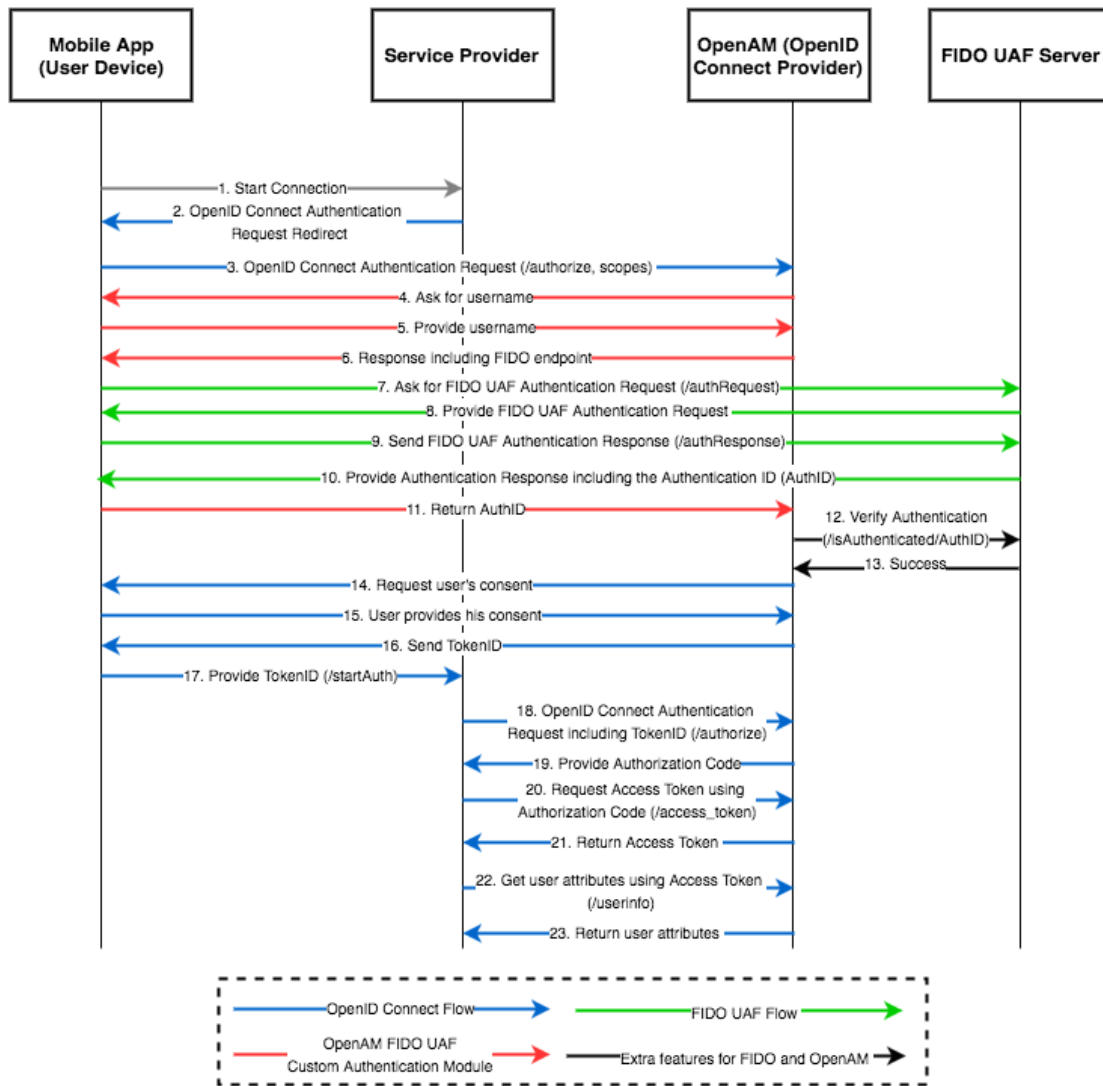 Mobile App
(User Device)
Service Provider
OpenAM (OpenID
Connect Provider)
FIDO UAF Server
1. Start Connection
2. OpenID Connect Authentication
Request Redirect
3. OpenID Connect Authentication Request (/authorize, scopes)
4. Ask for username
5. Provide username
6. Response including FIDO endpoint
7. Ask for FIDO UAF Authentication Request (/authRequest)
8. Provide FIDO UAF Authentication Request
9. Send FIDO UAF Authentication Response (/authResponse)
10. Provide Authentication Response including the Authentication ID (AuthID)
11. Return AuthID
12. Verify Authentication
(/isAuthenticated/AuthID)
13. Success
14. Request user's consent
15. User provides his consent
16. Send TokenID
17. Provide TokenID (/startAuth)
18. OpenID Connect Authentication
Request including TokenID (/authorize)
19. Provide Authorization Code
20. Request Access Token using
Authorization Code (/access_token)
21. Return Access Token
22. Get user attributes using Access Token
(/userinfo)
23. Return user attributes
OpenID Connect Flow
FIDO UAF Flow
OpenAM FIDO UAF
Custom Authentication Module
Extra features for FIDO and OpenAM